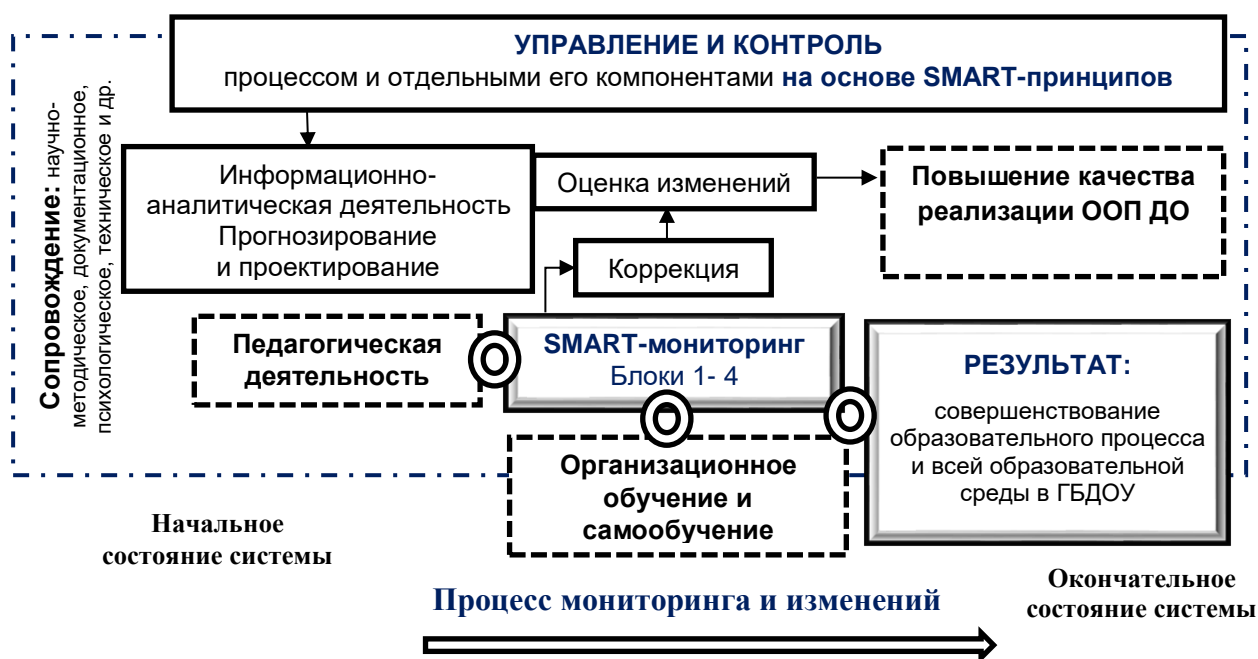 УПРАВЛЕНИЕ И КОНТРОЛЬ
процессом и отдельными его компонентами на основе SMART-принципов
Сопровождение: научно-
методическое, документационное,
психологическое, техническое и др.
Информационно-
аналитическая деятельность
Прогнозирование
и проектирование
Оценка изменений
Повышение качества
реализации ООП ДО
Коррекция
Педагогическая
деятельность
SMART-мониторинг
Блоки 1- 4
РЕЗУЛЬТАТ:
совершенствование
образовательного процесса
и всей образовательной
среды в ГБДОУ
Организационное
обучение и
самообучение
Начальное
состояние системы
Окончательное
состояние системы
Процесс мониторинга и изменений